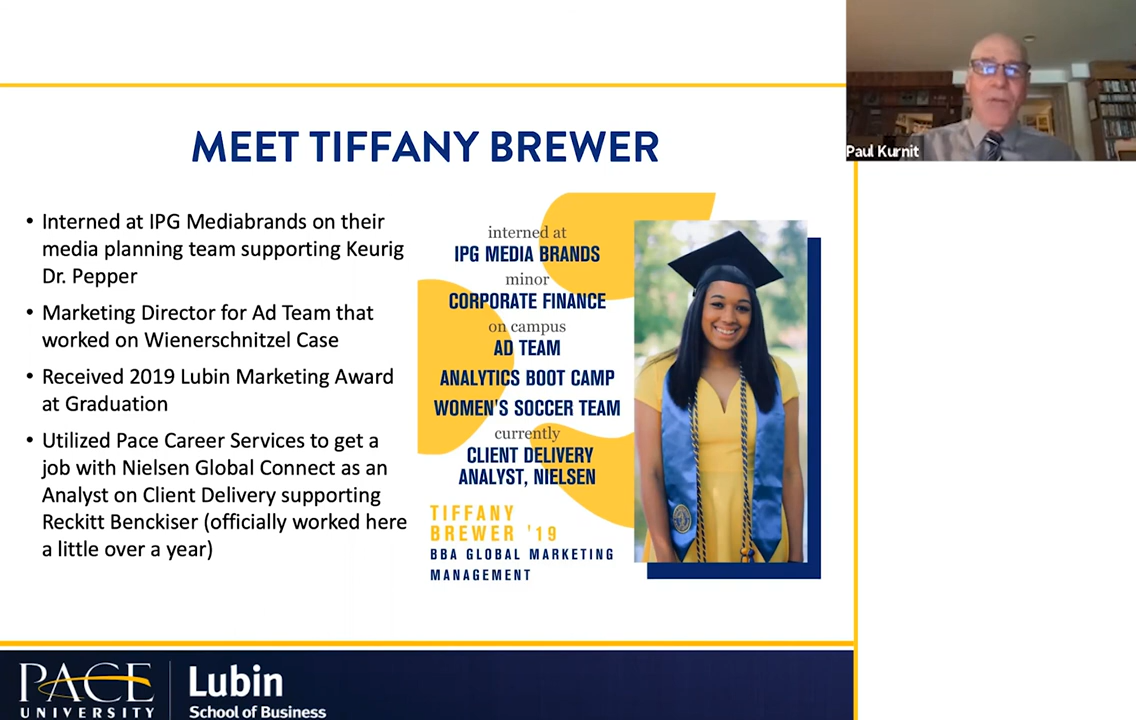 MEET TIFFANY BREWER
• Interned at IPG Mediabrands on their
media planning team supporting Keurig
Dr. Pepper
• Marketing Director for Ad Team that
worked on Wienerschnitzel Case
• Received 2019 Lubin Marketing Award
at Graduation
• Utilized Pace Career Services to get a
job with Nielsen Global Connect as an
Analyst on Client Delivery supporting
Reckitt Benckiser (officially worked here
a little over a year)
interned at
IPG MEDIA BRANDS
minor
CORPORATE FINANCE
on campus
AD TEAM
ANALYTICS BOOT CAMP
WOMEN'S SOCCER TEAM
currently
CLIENT DELIVERY
ANALYST, NIELSEN
TIFFANY
BREWER '19
BBA GLOBAL MARKETING
MANAGEMENT
Paul Kurnit
PACE
UNIVERSITY
Lubin
School of Business